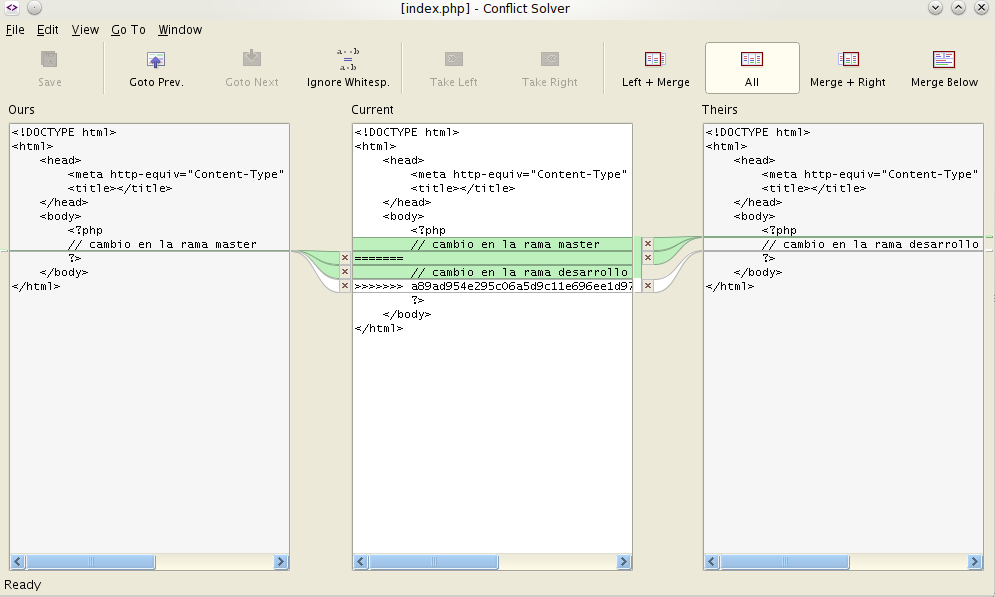 [index.php] - Conflict Solver
File Edit View Go To Window
a--b
a-b
Save Goto Prev. Goto Next Ignore Whitesp. Take Left Take Right Left + Merge All Merge + Right Merge Below
Ours
<!DOCTYPE html>
<html>
<head>
<meta http-equiv="Content-Type"
<title></title>
</head>
<body>
<?php
// cambio en la rama master
?>
</body>
</html>
Current
<!DOCTYPE html>
<html>
<head>
<meta http-equiv="Content-Type"
<title></title>
</head>
<body>
<?php
// cambio en la rama master
=======
// cambio en la rama desarrollo
>>>>>>> a89ad954e295c06a5d9c11e696ee1d97
?>
</body>
</html>
Theirs
<!DOCTYPE html>
<html>
<head>
<meta http-equiv="Content-Type"
<title></title>
</head>
<body>
<?php
// cambio en la rama desarrollo
?>
</body>
</html>
Ready